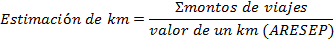 Estimación de km = Σmontos de viajes / valor de un km (ARESEP)